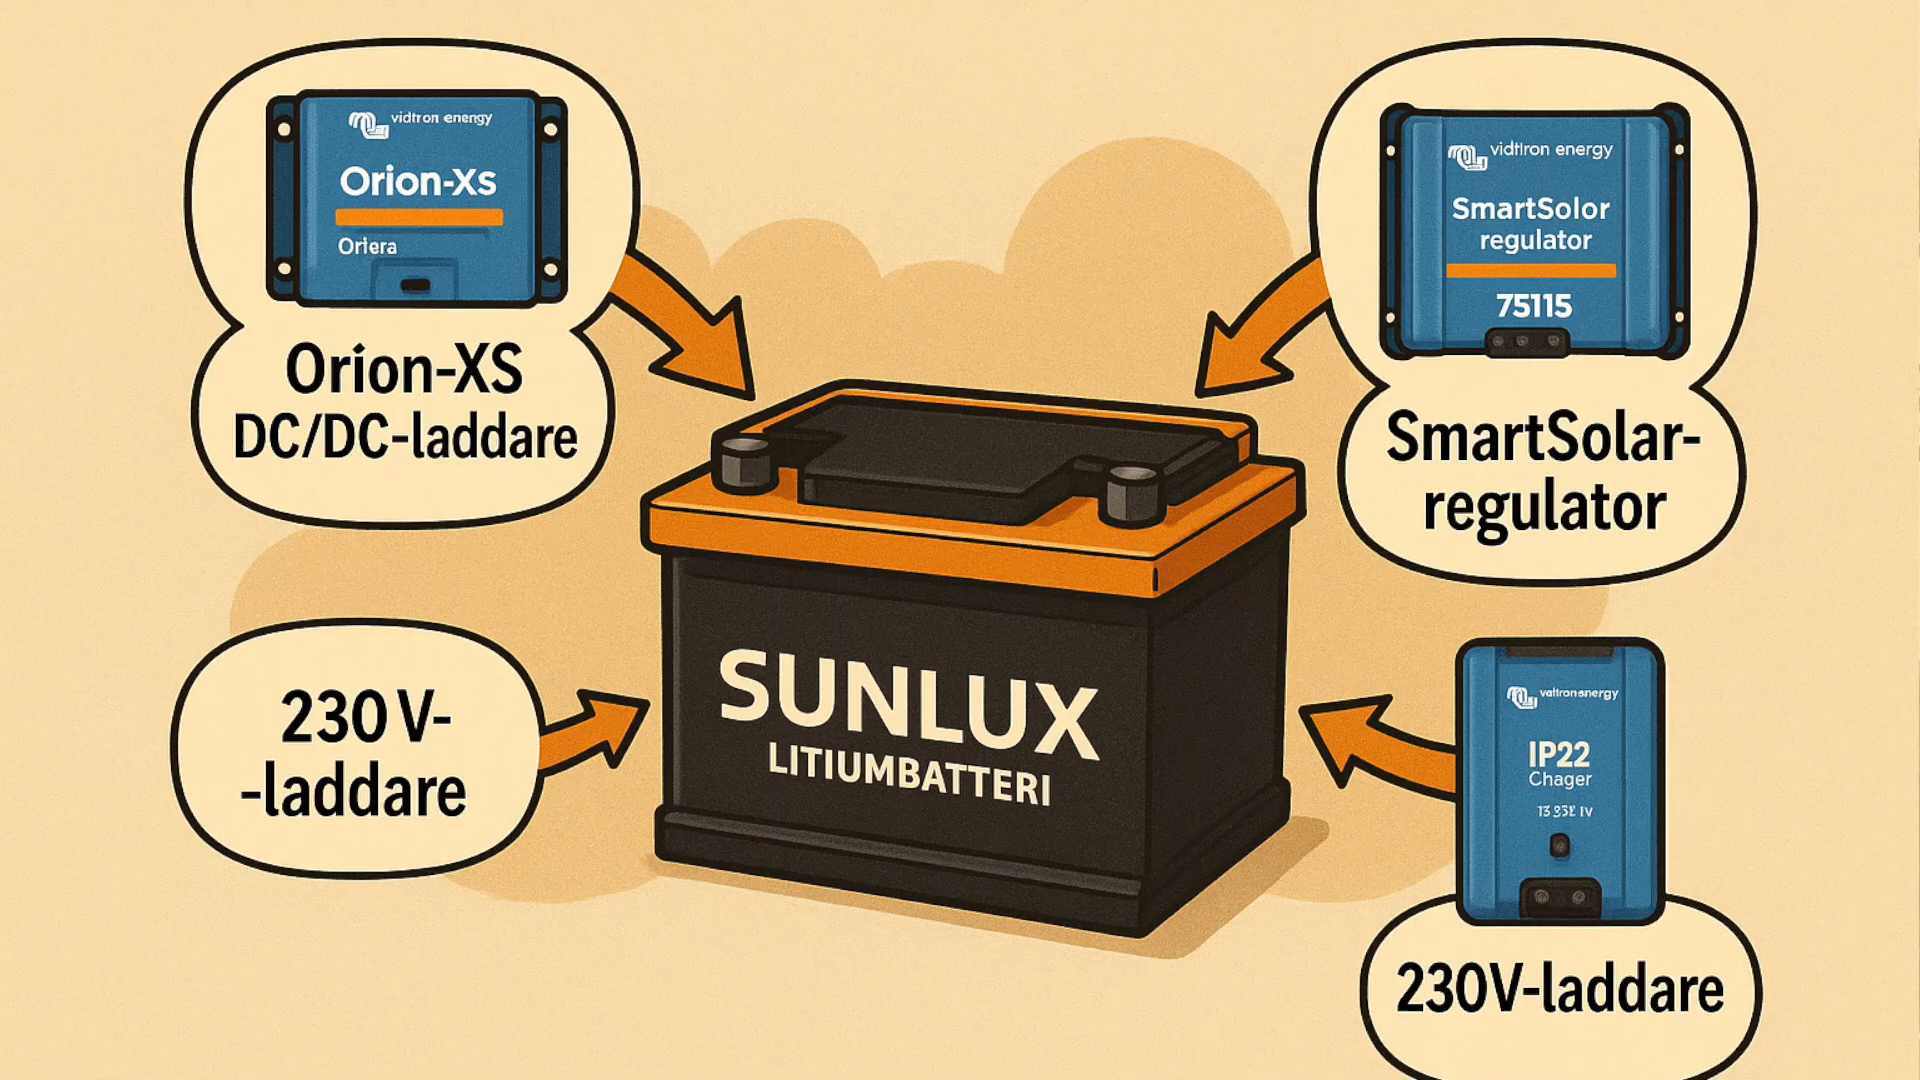 vidtron energy
Orion-Xs
Oriera
Orion-XS
DC/DC-laddare
vidtlron energy
SmartSolor
regulator
75115
SmartSolar-
regulator
SUNLUX
LITIUMBATTERI
230 V-
-laddare
valtronenergy
IP22
Chager
230V-laddare